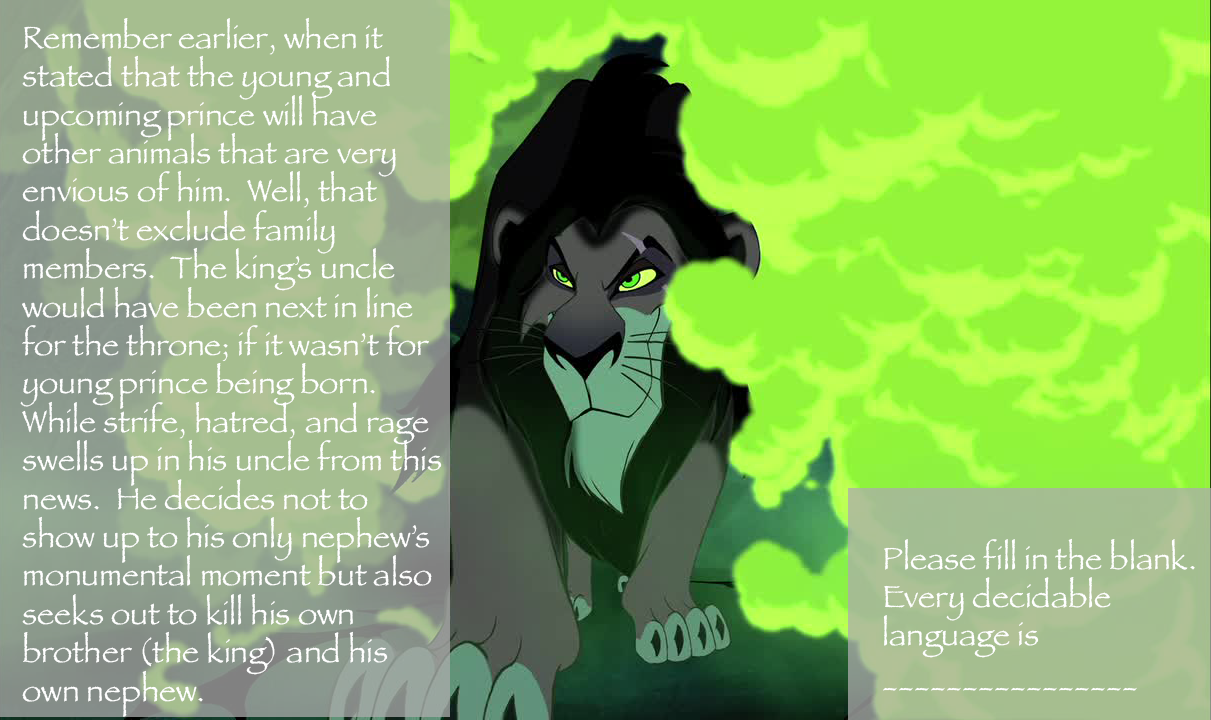 Remember earlier, when it
stated that the young and
upcoming prince will have
other animals that are very
envious of him.  Well, that
doesn't exclude family
members.  The king's uncle
would have been next in line
for the throne; if it wasn't for
young prince being born.
While strife, hatred, and rage
swells up in his uncle from this
news.  He decides not to
show up to his only nephew's
monumental moment but also
seeks out to kill his own
brother (the king) and his
own nephew.
Please fill in the blank.
Every decidable
language is
________________